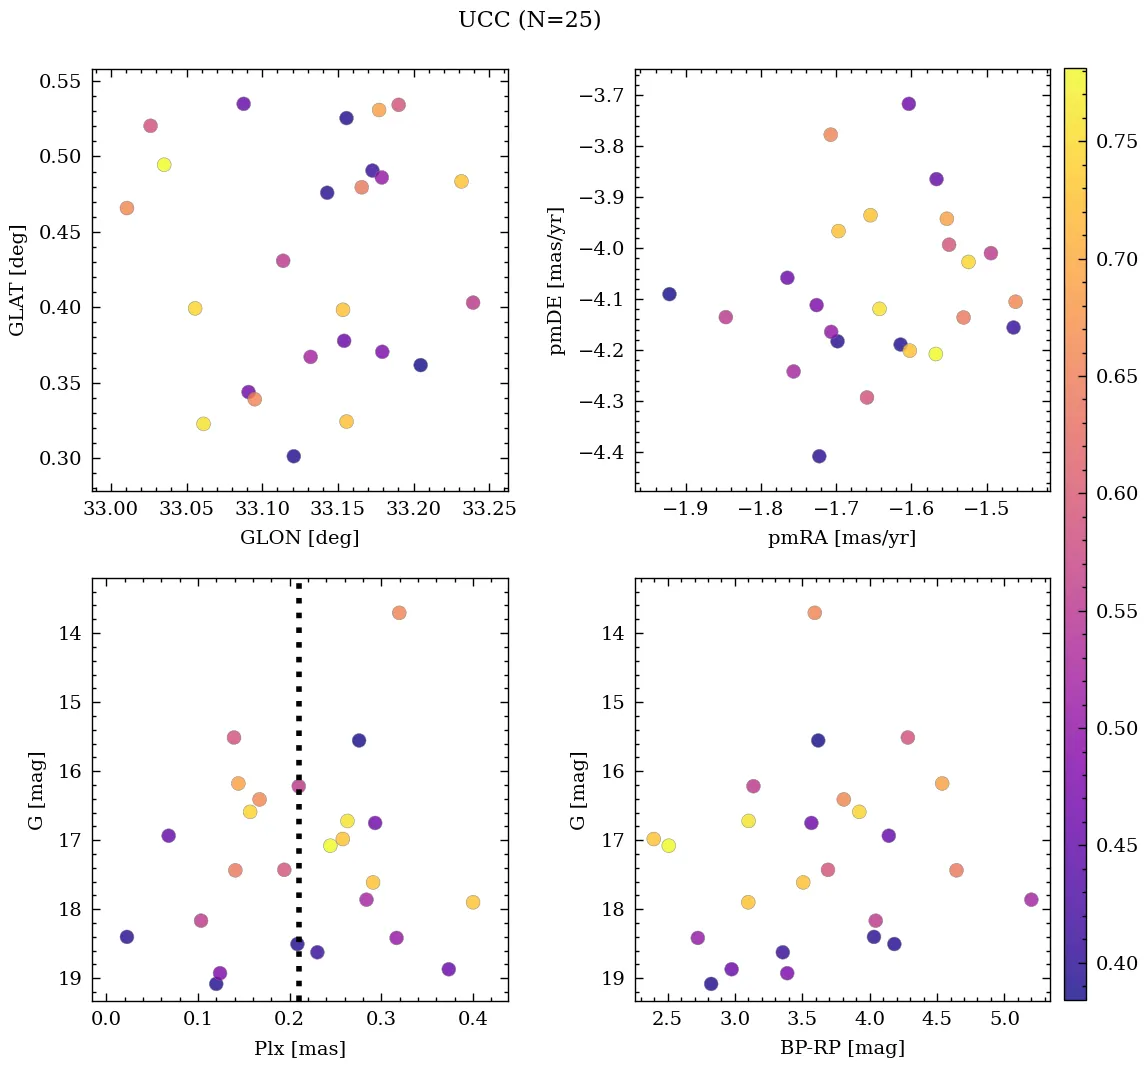 UCC (N=25)
0.55
0.50
0.45
0.40
0.35
0.30
GLAT [deg]
33.00 33.05 33.10 33.15 33.20 33.25
GLON [deg]
−3.7
−3.8
−3.9
−4.0
−4.1
−4.2
−4.3
−4.4
pmDE [mas/yr]
−1.9 −1.8 −1.7 −1.6 −1.5
pmRA [mas/yr]
14
15
16
17
18
19
G [mag]
0.0 0.1 0.2 0.3 0.4
Plx [mas]
14
15
16
17
18
19
G [mag]
2.5 3.0 3.5 4.0 4.5 5.0
BP-RP [mag]
0.75
0.70
0.65
0.60
0.55
0.50
0.45
0.40